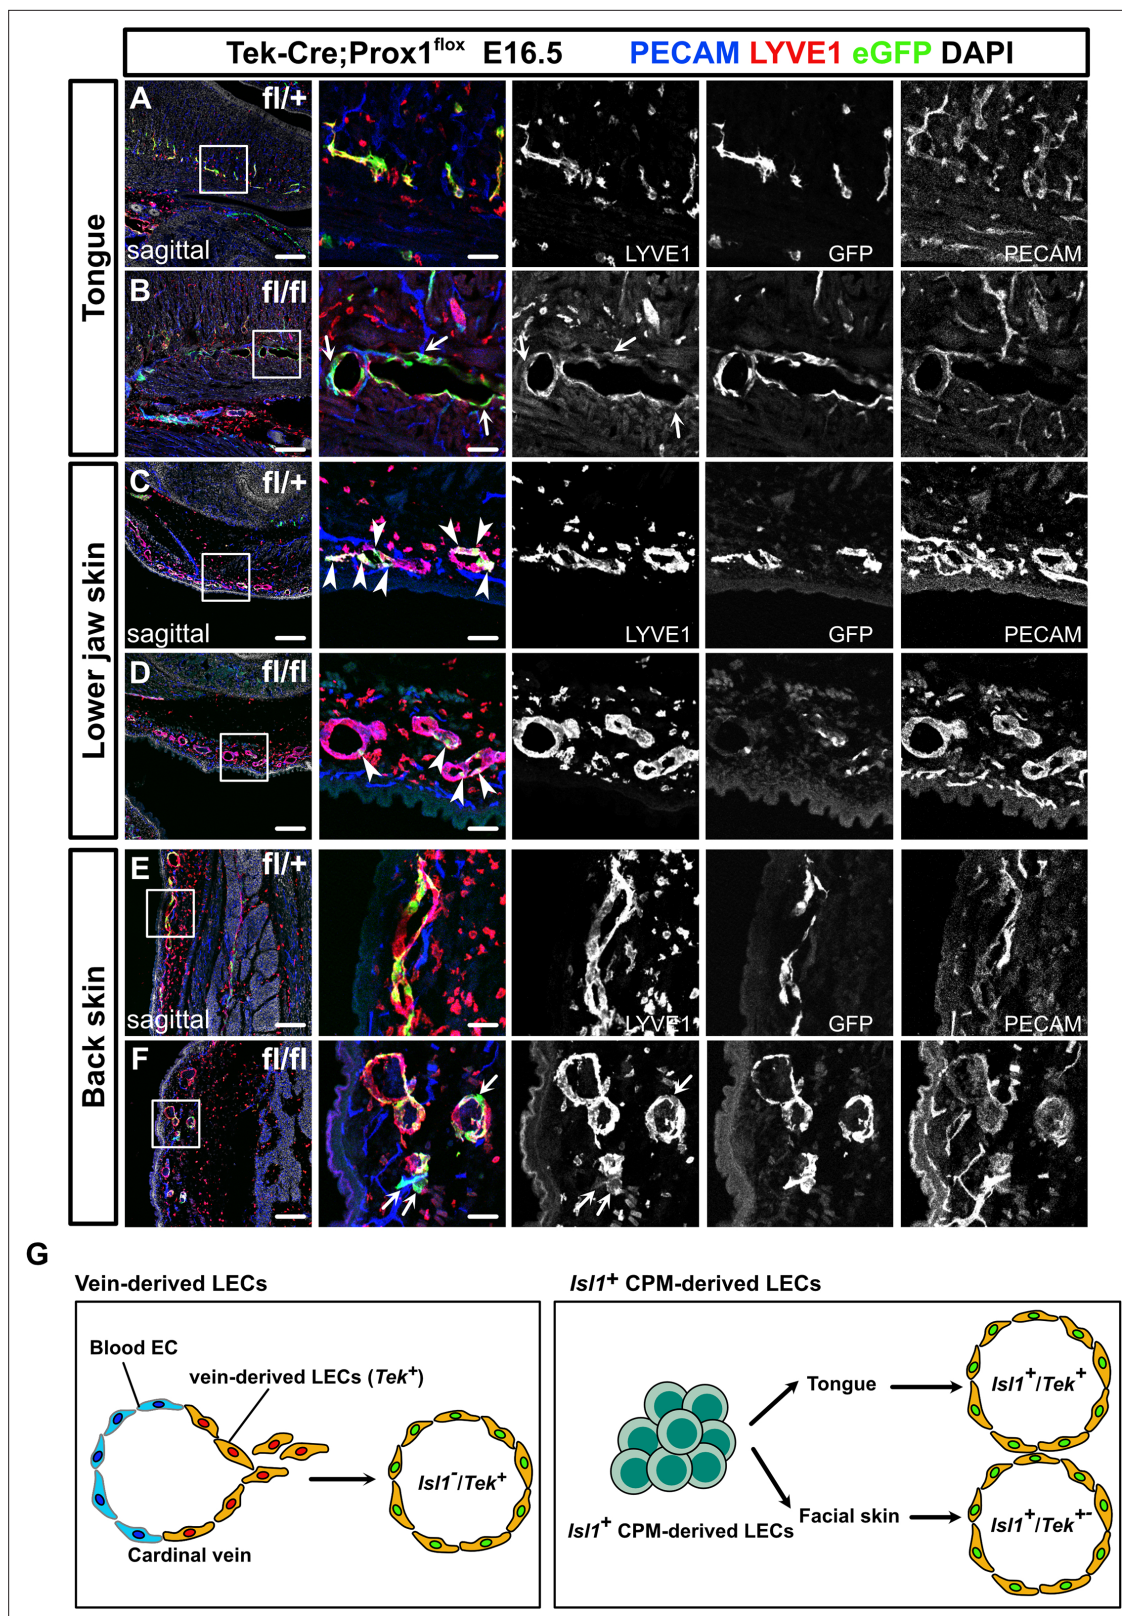 Tek-Cre;Prox1flox E16.5 PECAM LYVE1 eGFP DAPI
Tongue
A fl/+
sagittal LYVE1 GFP PECAM
B fl/fl
Lower jaw skin
C fl/+
sagittal LYVE1 GFP PECAM
D fl/fl
Back skin
E fl/+
sagittal LYVE1 GFP PECAM
F fl/fl
G
Vein-derived LECs
Blood EC
vein-derived LECs (Tek+)
Isl1-/Tek+
Cardinal vein
Isl1+ CPM-derived LECs
Tongue
Isl1+/Tek+
Isl1+ CPM-derived LECs
Facial skin
Isl1+/Tek+-